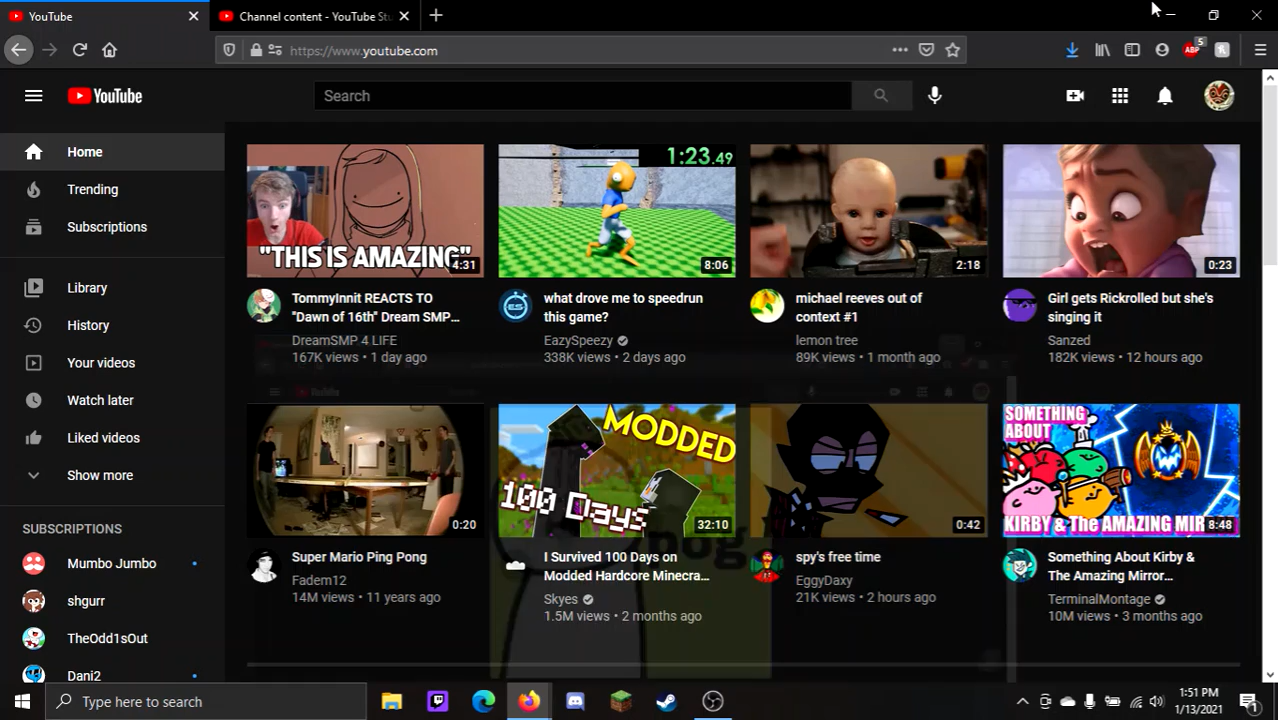 YouTube
Channel content - YouTube Stu
https://www.youtube.com
ABP
5
YouTube
Search
Home
Trending
Subscriptions
Library
History
Your videos
Watch later
Liked videos
Show more
SUBSCRIPTIONS
Mumbo Jumbo
shgurr
TheOdd1sOut
Dani2
"THIS IS AMAZING"
4:31
TommyInnit REACTS TO
"Dawn of 16th" Dream SMP...
DreamSMP 4 LIFE
167K views • 1 day ago
1:23.49
8:06
what drove me to speedrun
this game?
ES
EazySpeezy
338K views • 2 days ago
2:18
michael reeves out of
context #1
lemon tree
89K views • 1 month ago
0:23
Girl gets Rickrolled but she's
singing it
Sanzed
182K views • 12 hours ago
0:20
Super Mario Ping Pong
Fadem12
14M views • 11 years ago
MODDED
100 Days
32:10
I Survived 100 Days on
Modded Hardcore Minecra...
Skyes
1.5M views • 2 months ago
pog
0:42
spy's free time
EggyDaxy
21K views • 2 hours ago
SOMETHING
ABOUT
KIRBY & The AMAZING MIR
8:48
Something About Kirby &
The Amazing Mirror...
TerminalMontage
10M views • 3 months ago
Type here to search
1:51 PM
1/13/2021
1